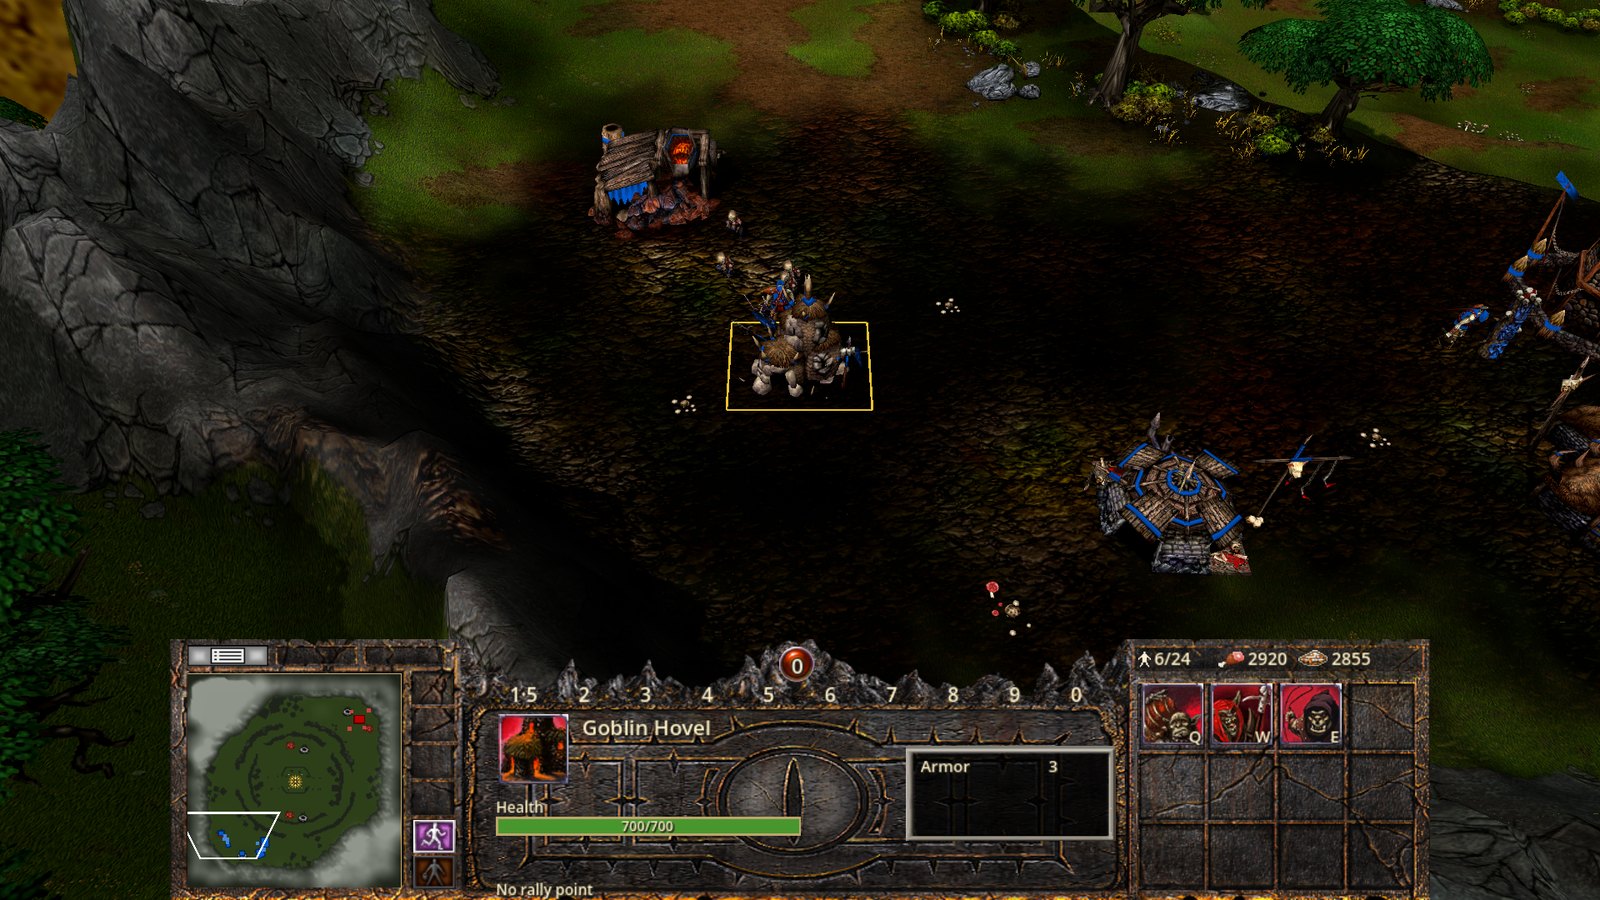 0
1·5 2 3 4 5 6 7 8 9 0
6/24 2920 2855
Goblin Hovel
Armor 3
Q W E
Health
700/700
No rally point